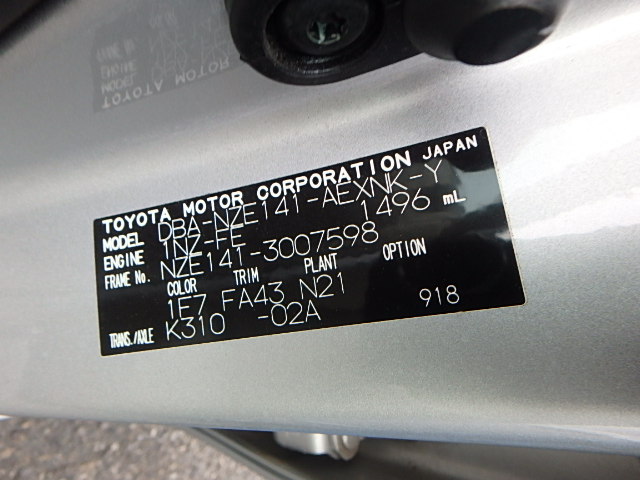 TOYOTA MOTOR CORPORATION JAPAN
MODEL DBA-NZE141-AEXNK-Y
ENGINE 1NZ-FE 1496 mL
FRAME No. NZE141-3007598
COLOR TRIM PLANT OPTION
1E7 FA43 N21
TRANS./AXLE K310 -02A 918